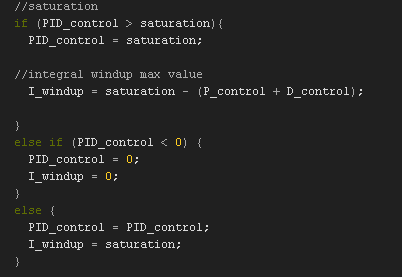 //saturation
if (PID_control > saturation){
PID_control = saturation;
//integral windup max value
I_windup = saturation - (P_control + D_control);
}
else if (PID_control < 0) {
PID_control = 0;
I_windup = 0;
}
else {
PID_control = PID_control;
I_windup = saturation;
}